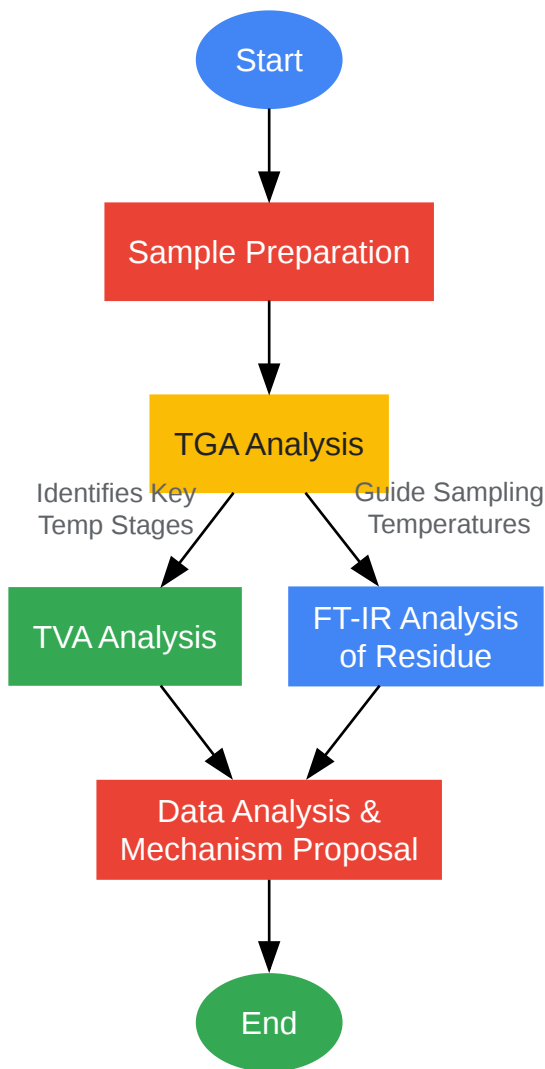 Start
Sample Preparation
TGA Analysis
Identifies Key
Temp Stages
Guide Sampling
Temperatures
TVA Analysis
FT-IR Analysis
of Residue
Data Analysis &
Mechanism Proposal
End